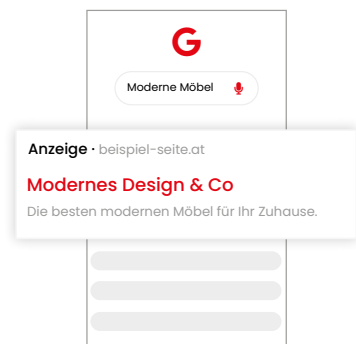 G
Moderne Möbel
Anzeige · beispiel-seite.at
Modernes Design & Co
Die besten modernen Möbel für Ihr Zuhause.